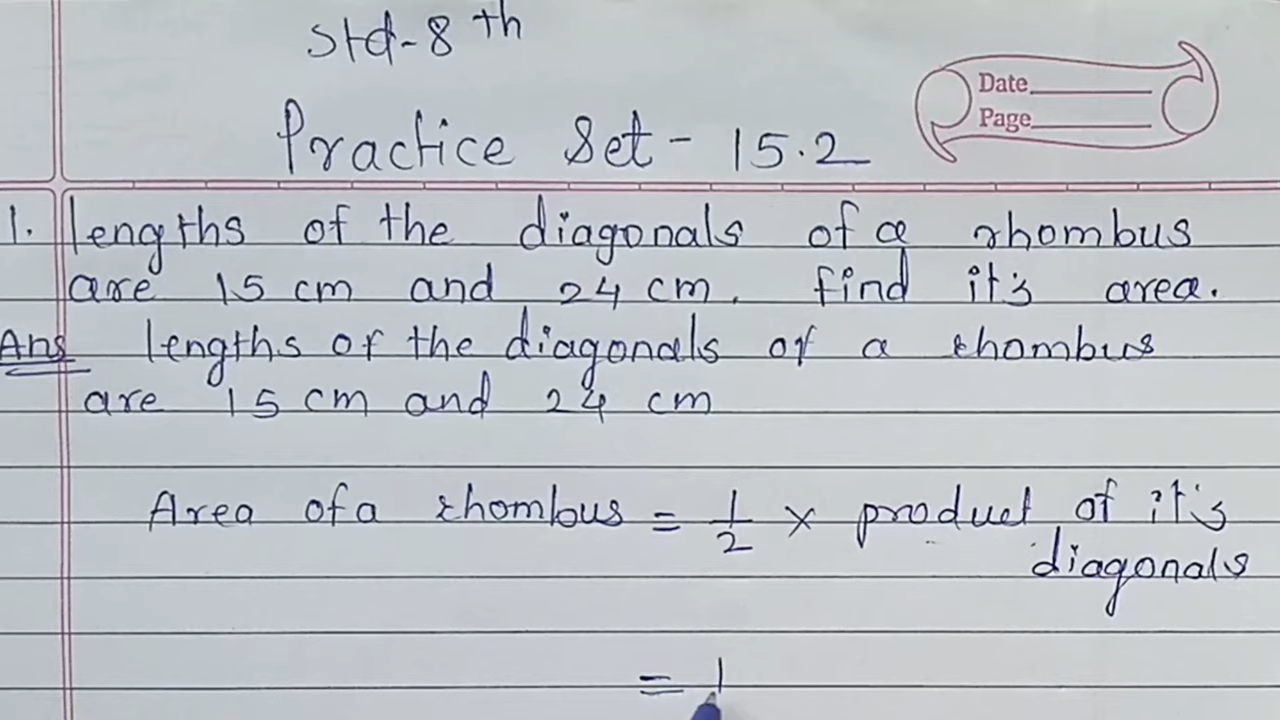 Std-8th
Date
Page
Practice Set - 15.2
1. lengths of the diagonals of a rhombus
are 15 cm and 24 cm. find it's area.
Ans lengths of the diagonals of a rhombus
are 15 cm and 24 cm
Area of a rhombus = 1/2 × product of it's
diagonals
= 1